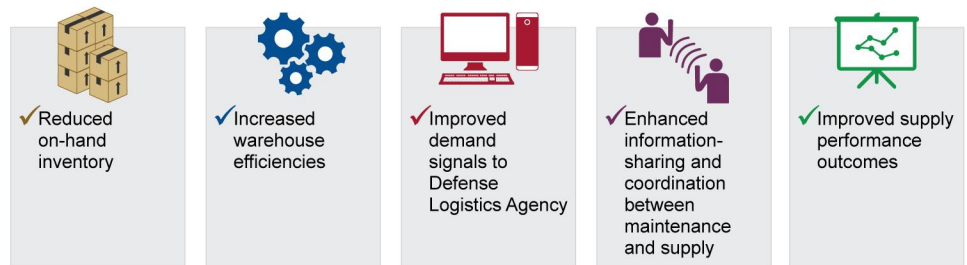 ✓Reduced
on-hand
inventory
✓Increased
warehouse
efficiencies
✓Improved
demand
signals to
Defense
Logistics Agency
✓Enhanced
information-
sharing and
coordination
between
maintenance
and supply
✓Improved supply
performance
outcomes